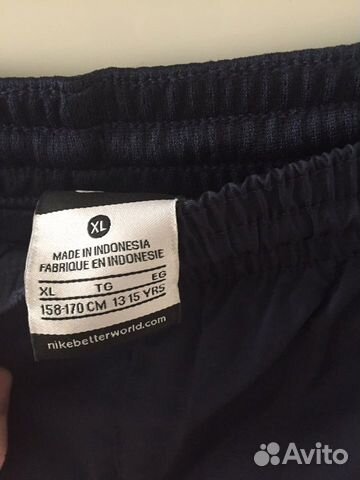 XL
MADE IN INDONESIA
FABRIQUE EN INDONESIE
XL TG EG
158-170 CM 13 15 YRS
nikebetterworld.com
Avito